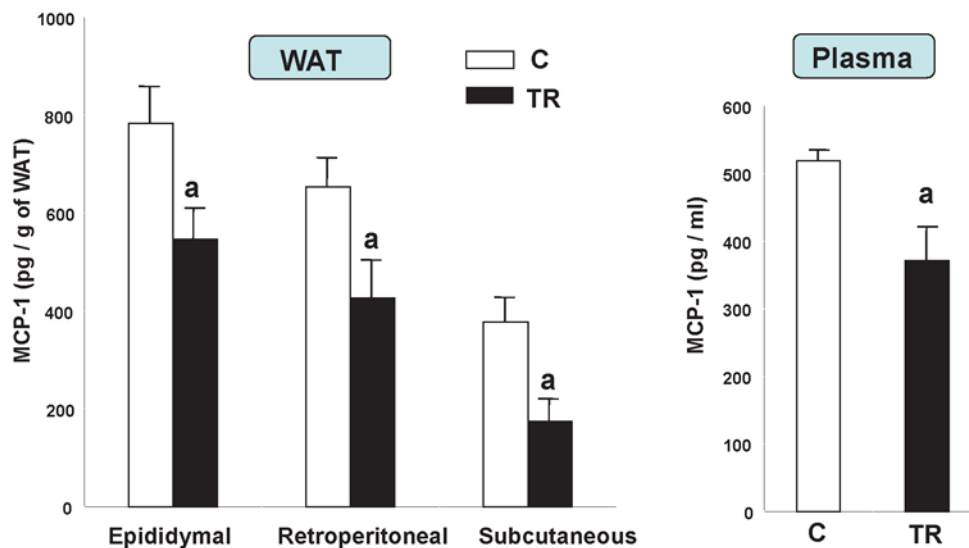 WAT
C
TR
MCP-1 (pg / g of WAT)
1000
800
600
400
200
0
a
a
a
Epididymal Retroperitoneal Subcutaneous
Plasma
MCP-1 (pg / ml)
600
500
400
300
200
100
0
a
C TR